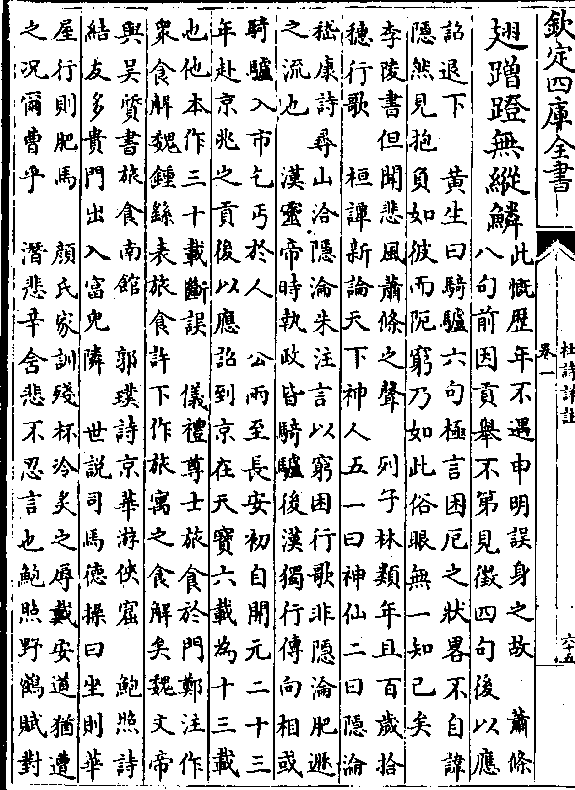 欽定四庫全書
杜詩詳註
卷一
六十五
翅蹭蹬無縱鱗此慨歷年不遇申明誤身之故　蕭條
八句前因貢舉不第見徵四句後以應
詔退下　黃生曰騎驢六句極言困厄之狀畧不自諱
隠然見抱負如彼而阨窮乃如此俗眼無一知己矣
李陵書但聞悲風蕭條之聲　列子林類年且百歲拾
穗行歌　桓譚新論天下神人五一曰神仙二曰隱淪
嵇康詩尋山洽隱淪朱注言以窮困行歌非隱淪肥遯
之流也　漢靈帝時執政皆騎驢後漢獨行傳向栩或
騎驢入市乞丐於人　公兩至長安初自開元二十三
年赴京兆之貢後以應詔到京在天寶六載為十三載
也他本作三十載斷誤　儀禮尊士旅食於門鄭注作
衆食解魏鍾繇表旅食許下作旅寓之食解矣魏文帝
與吳質書旅食南館　郭璞詩京華游俠窟　鮑照詩
結友多貴門出入富兒隣　世說司馬德操曰坐則華
屋行則肥馬　顔氏家訓殘杯冷炙之辱戴安道猶遭
之况爾曹乎　潛悲辛舍悲不忍言也鮑照野鶴賦對